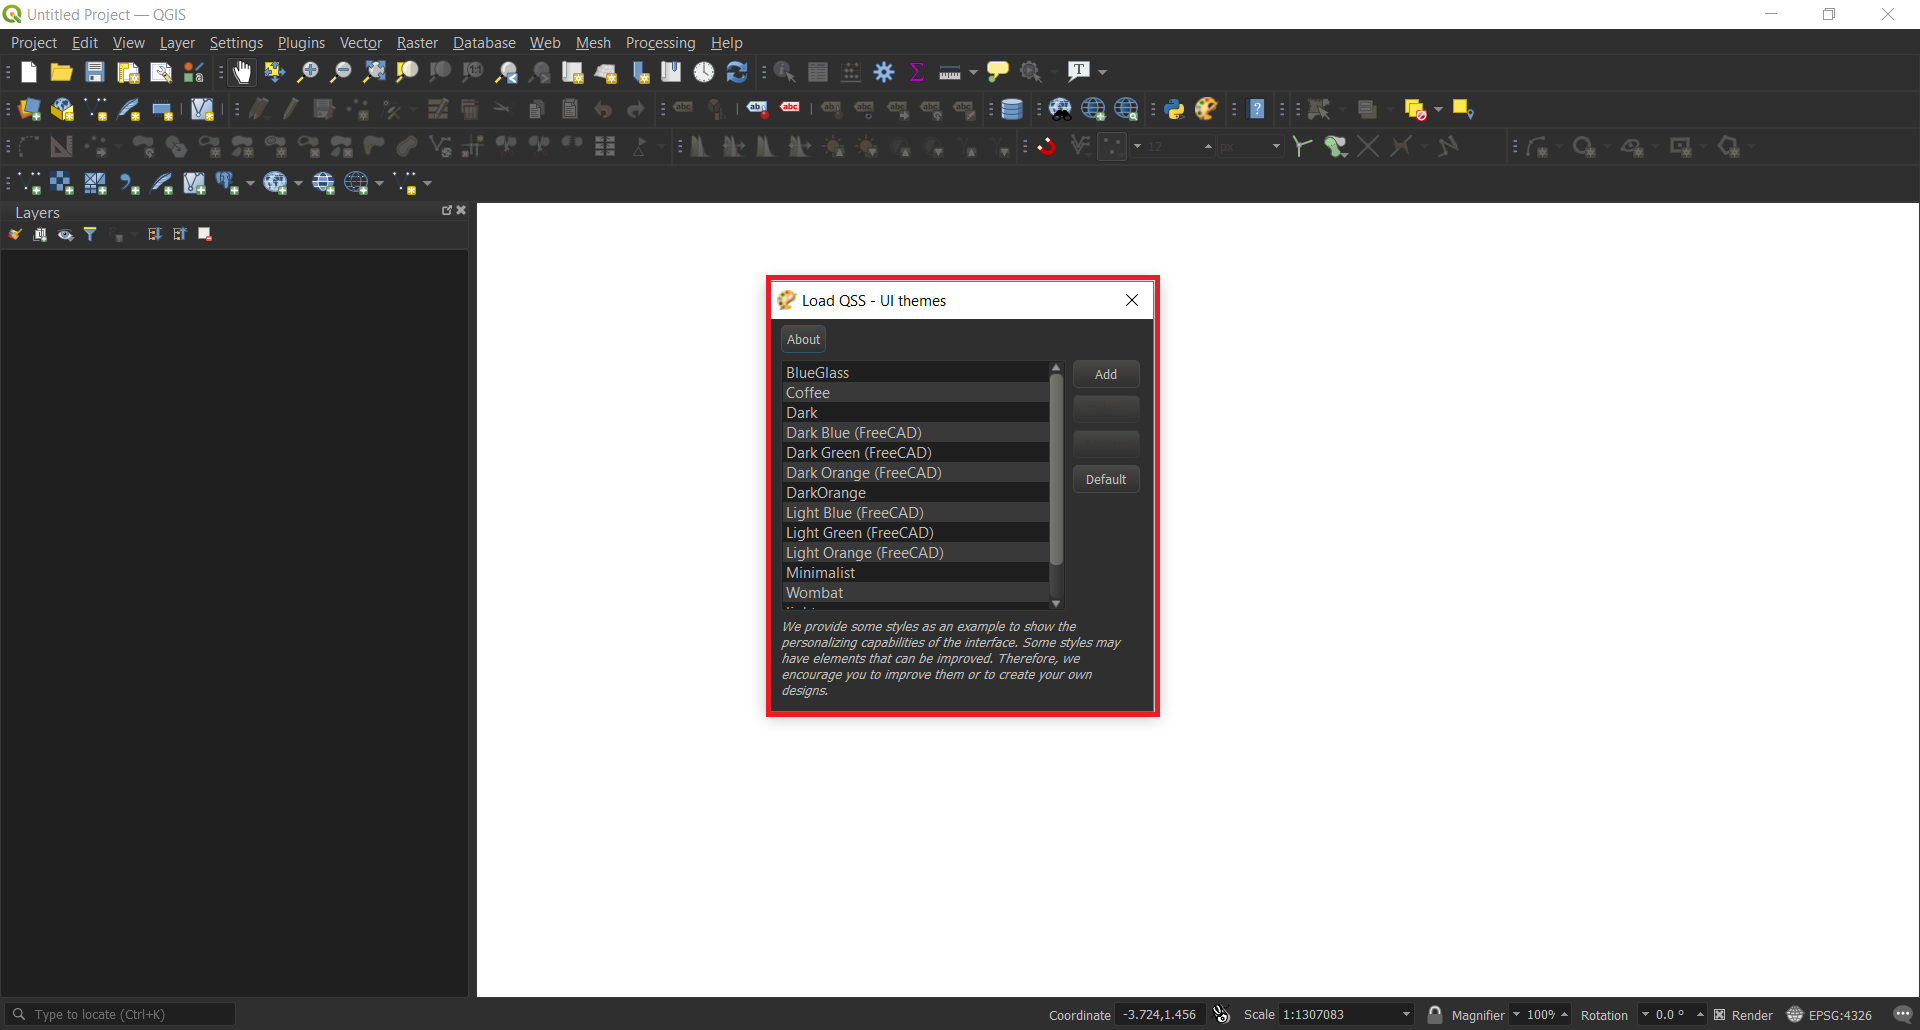 Untitled Project — QGIS
Project Edit View Layer Settings Plugins Vector Raster Database Web Mesh Processing Help
12 px
Layers
Load QSS - UI themes
About
BlueGlass
Add
Coffee
Dark
Dark Blue (FreeCAD)
Dark Green (FreeCAD)
Dark Orange (FreeCAD)
Default
DarkOrange
Light Blue (FreeCAD)
Light Green (FreeCAD)
Light Orange (FreeCAD)
Minimalist
Wombat
We provide some styles as an example to show the
personalizing capabilities of the interface. Some styles may
have elements that can be improved. Therefore, we
encourage you to improve them or to create your own
designs.
Type to locate (Ctrl+K) Coordinate -3.724,1.456 Scale 1:1307083 Magnifier 100% Rotation 0.0 ° Render EPSG:4326